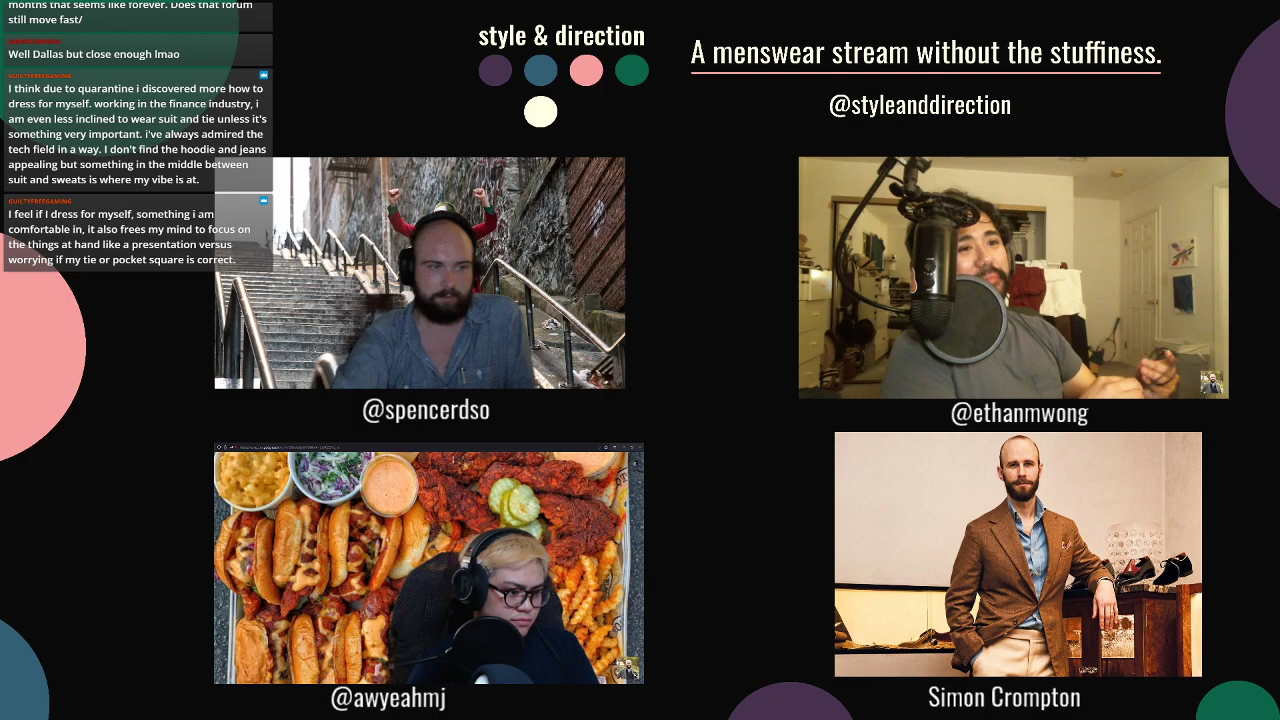 months that seems like forever. Does that forum
still move fast/
Well Dallas but close enough lmao
GUILTYFREEGAMING
I think due to quarantine i discovered more how to
dress for myself. working in the finance industry, i
am even less inclined to wear suit and tie unless it's
something very important. i've always admired the
tech field in a way. I don't find the hoodie and jeans
appealing but something in the middle between
suit and sweats is where my vibe is at.
GUILTYFREEGAMING
I feel if I dress for myself, something i am
comfortable in, it also frees my mind to focus on
the things at hand like a presentation versus
worrying if my tie or pocket square is correct.
style & direction
A menswear stream without the stuffiness.
@styleanddirection
@spencerdso
@ethanmwong
@awyeahmj
Simon Crompton